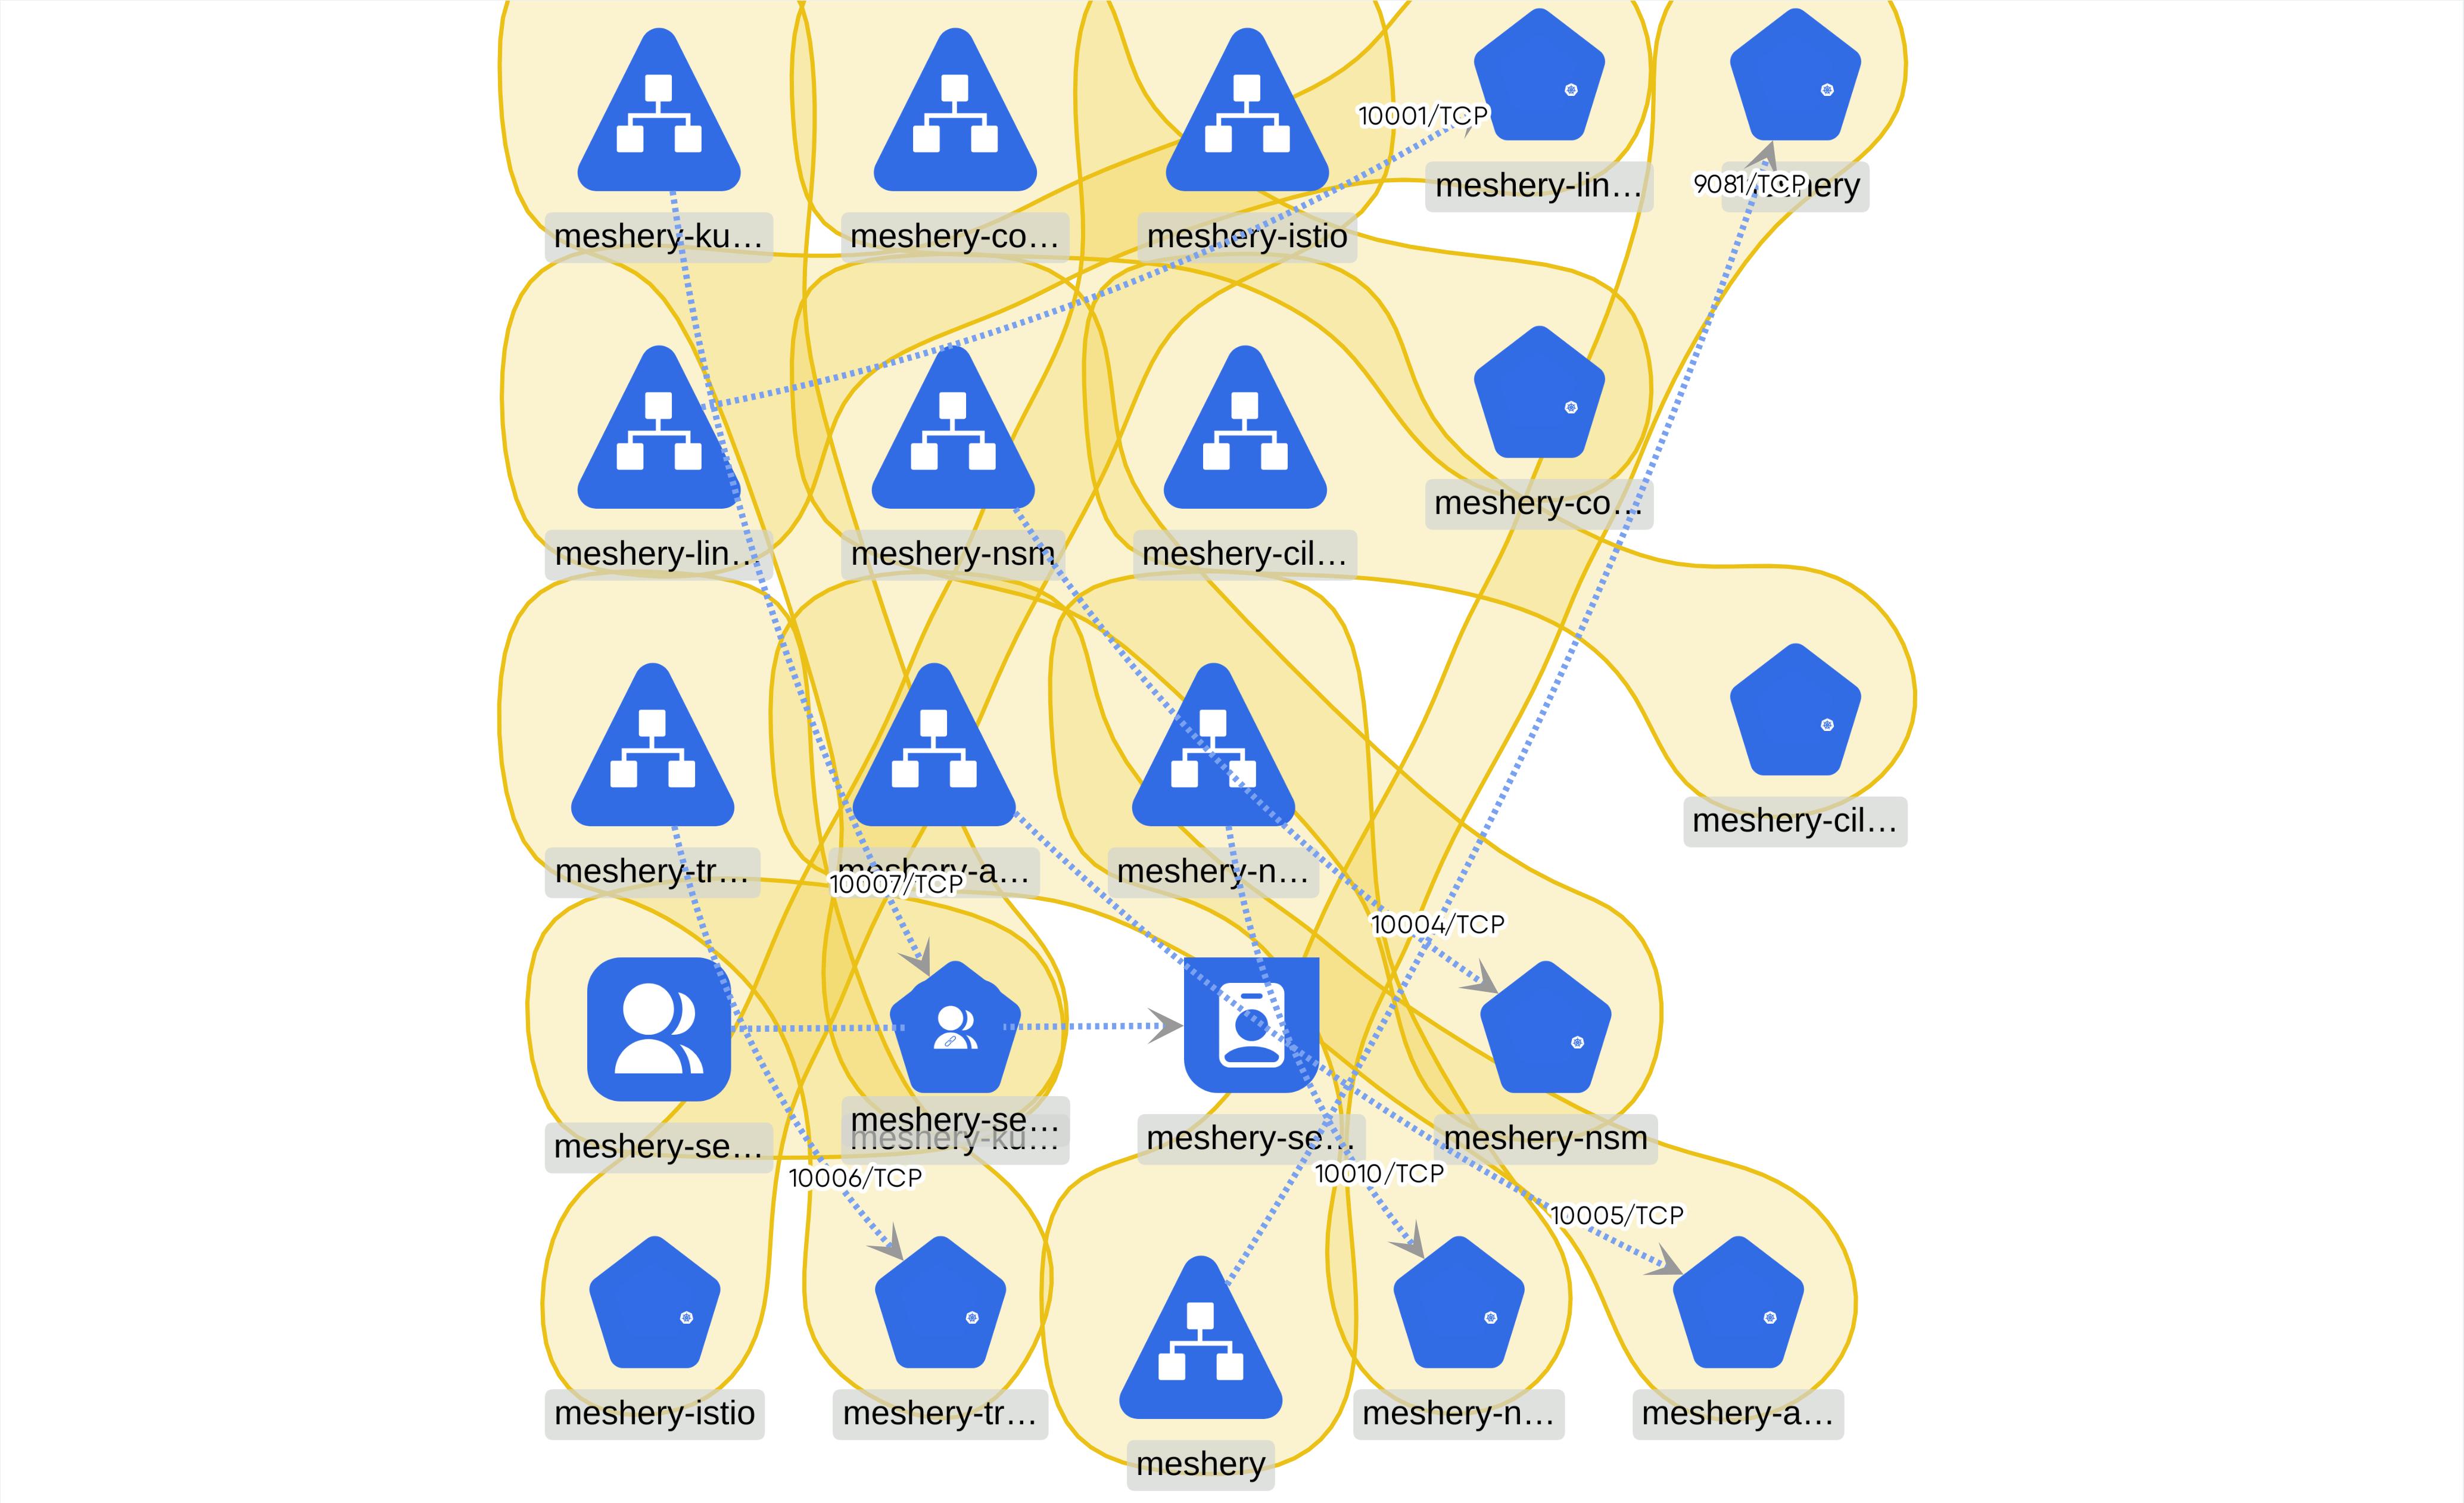 10001/TCP
meshery-lin...
9081/TCP
meshery-ku...
meshery-co...
meshery-istio
meshery-co...
meshery-lin...
meshery-nsm
meshery-cil...
meshery-cil...
meshery-tr...
meshery-a...
meshery-n...
10007/TCP
10004/TCP
meshery-se...
meshery-ku...
meshery-se...
meshery-nsm
meshery-se...
10006/TCP
10010/TCP
10005/TCP
meshery-istio
meshery-tr...
meshery-n...
meshery-a...
meshery